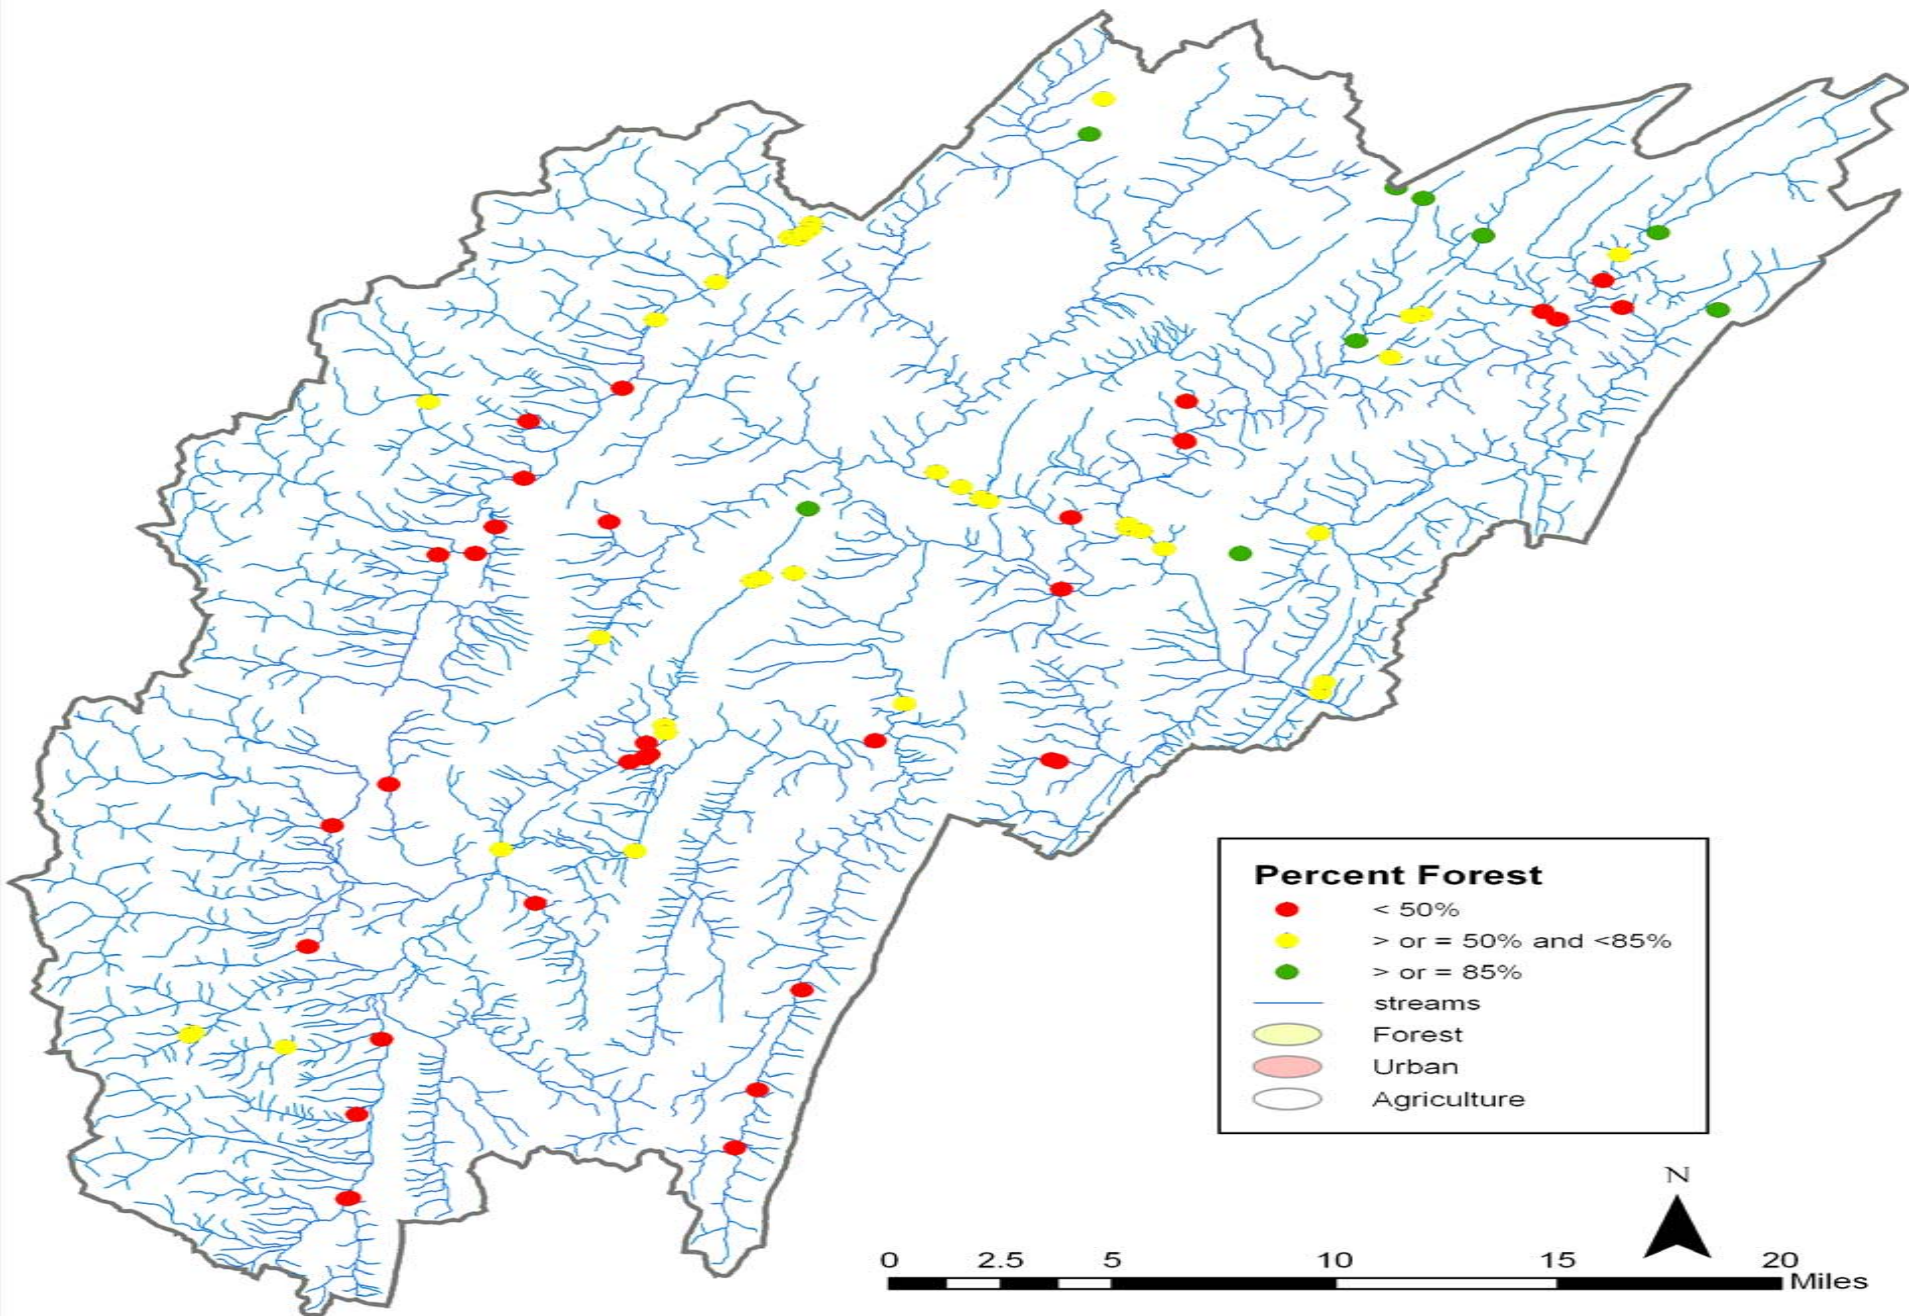 Percent Forest
< 50%
> or = 50% and <85%
> or = 85%
streams
Forest
Urban
Agriculture
N
0 2.5 5 10 15 20
Miles